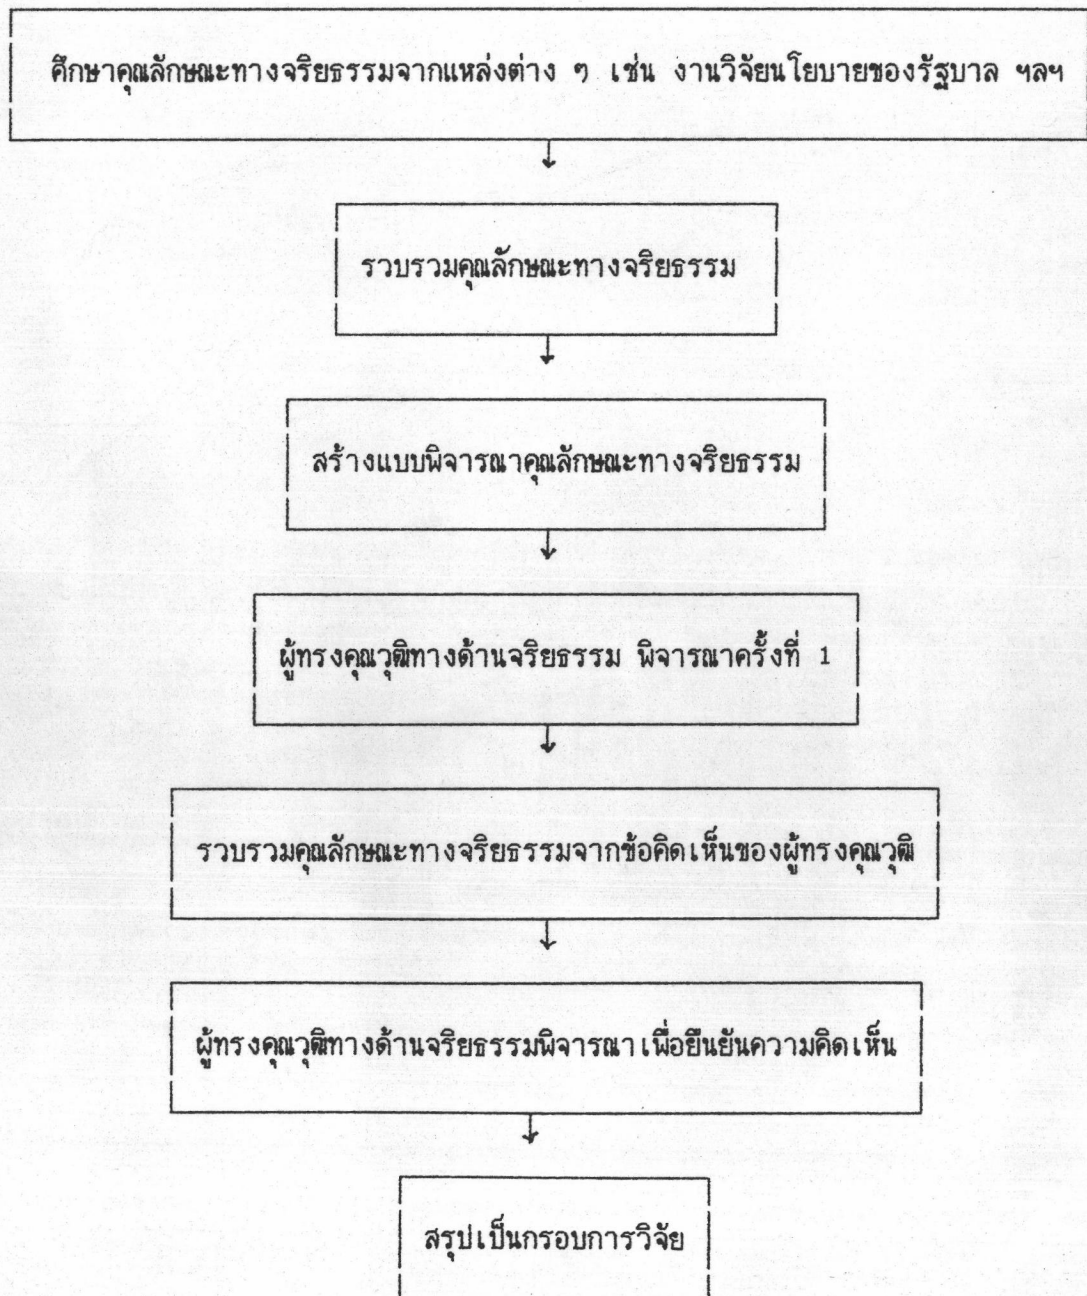 ศึกษาคุณลักษณะทางจริยธรรมจากแหล่งต่าง ๆ เช่น งานวิจัยนโยบายของรัฐบาล ฯลฯ
รวบรวมคุณลักษณะทางจริยธรรม
สร้างแบบพิจารณาคุณลักษณะทางจริยธรรม
ผู้ทรงคุณวุฒิทางด้านจริยธรรม พิจารณาครั้งที่ 1
รวบรวมคุณลักษณะทางจริยธรรมจากข้อคิดเห็นของผู้ทรงคุณวุฒิ
ผู้ทรงคุณวุฒิทางด้านจริยธรรมพิจารณาเพื่อยืนยันความคิดเห็น
สรุปเป็นกรอบการวิจัย